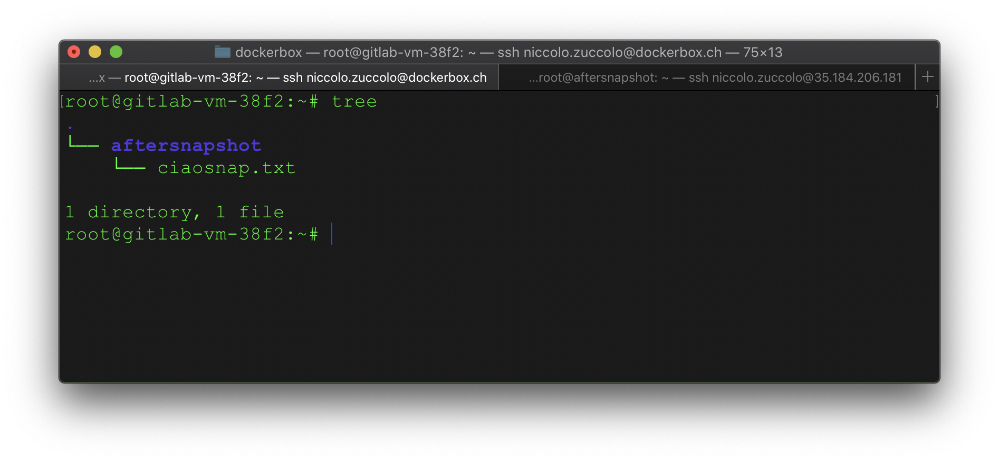 dockerbox — root@gitlab-vm-38f2: ~ — ssh niccolo.zuccolo@dockerbox.ch — 75×13
...x — root@gitlab-vm-38f2: ~ — ssh niccolo.zuccolo@dockerbox.ch
...root@aftersnapshot: ~ — ssh niccolo.zuccolo@35.184.206.181 +
[root@gitlab-vm-38f2:~# tree ]
.
└── aftersnapshot
    └── ciaosnap.txt
1 directory, 1 file
root@gitlab-vm-38f2:~#